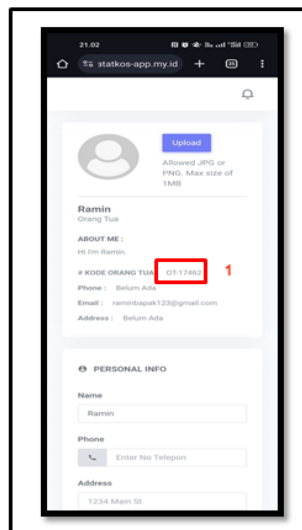 21.02
statkos-app.my.id
Upload
Allowed JPG or
PNG. Max size of
1MB
Ramin
Orang Tua
ABOUT ME :
Hi I'm Ramin.
# KODE ORANG TUA OT-17462
1
Phone : Belum Ada
Email : raminbapak123@gmail.com
Address : Belum Ada
PERSONAL INFO
Name
Ramin
Phone
Enter No Telepon
Address
1234 Main St